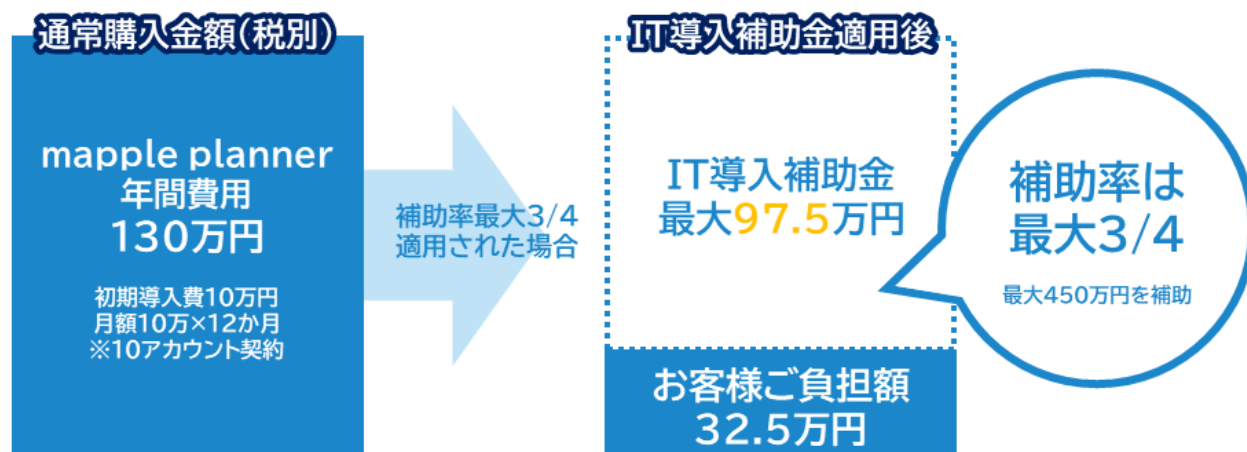 通常購入金額(税別)
mapple planner
年間費用
130万円
初期導入費10万円
月額10万×12か月
※10アカウント契約
補助率最大3/4
適用された場合
IT導入補助金適用後
IT導入補助金
最大97.5万円
お客様ご負担額
32.5万円
補助率は
最大3/4
最大450万円を補助